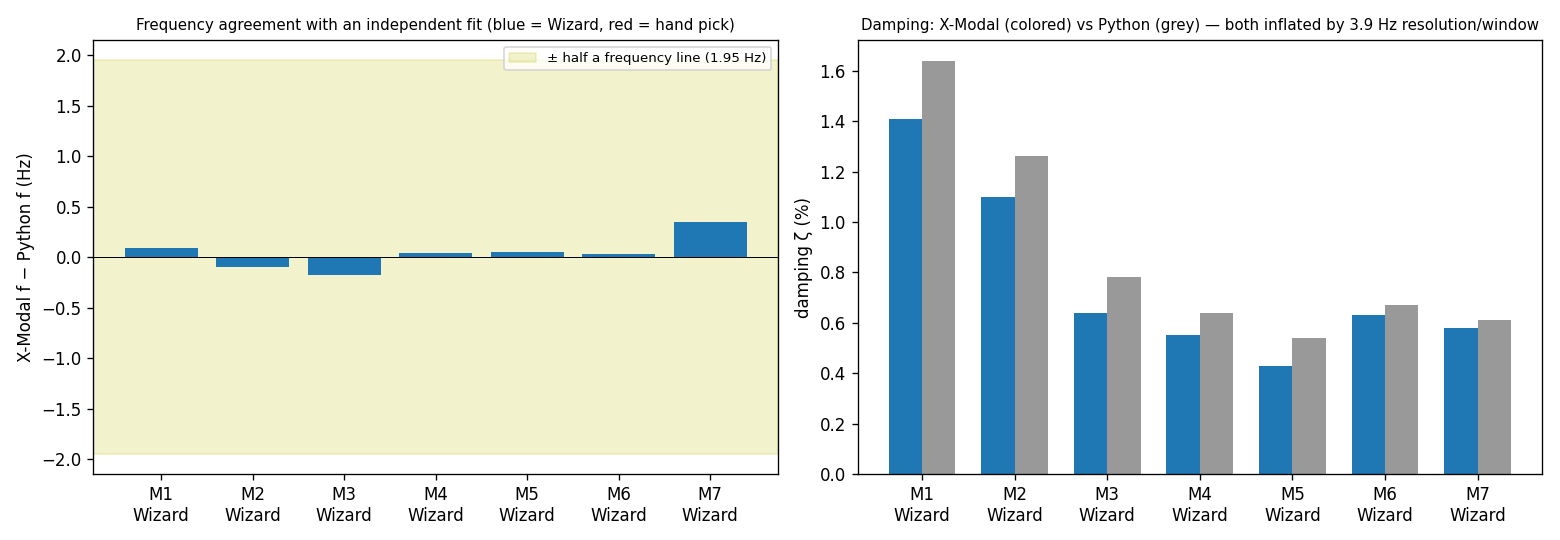 Frequency agreement with an independent fit (blue = Wizard, red = hand pick)
± half a frequency line (1.95 Hz)
X-Modal f − Python f (Hz)
2.0
1.5
1.0
0.5
0.0
−0.5
−1.0
−1.5
−2.0
M1 M2 M3 M4 M5 M6 M7
Wizard Wizard Wizard Wizard Wizard Wizard Wizard
Damping: X-Modal (colored) vs Python (grey) — both inflated by 3.9 Hz resolution/window
damping ζ (%)
1.6
1.4
1.2
1.0
0.8
0.6
0.4
0.2
0.0
M1 M2 M3 M4 M5 M6 M7
Wizard Wizard Wizard Wizard Wizard Wizard Wizard